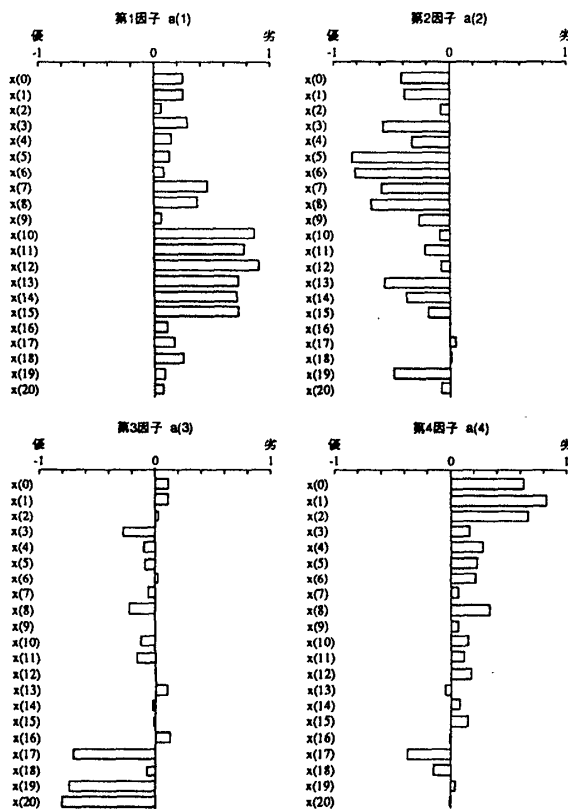 第1因子 a(1)
優 劣
-1 0 1
x(0)
x(1)
x(2)
x(3)
x(4)
x(5)
x(6)
x(7)
x(8)
x(9)
x(10)
x(11)
x(12)
x(13)
x(14)
x(15)
x(16)
x(17)
x(18)
x(19)
x(20)
第2因子 a(2)
優 劣
-1 0 1
x(0)
x(1)
x(2)
x(3)
x(4)
x(5)
x(6)
x(7)
x(8)
x(9)
x(10)
x(11)
x(12)
x(13)
x(14)
x(15)
x(16)
x(17)
x(18)
x(19)
x(20)
第3因子 a(3)
優 劣
-1 0 1
x(0)
x(1)
x(2)
x(3)
x(4)
x(5)
x(6)
x(7)
x(8)
x(9)
x(10)
x(11)
x(12)
x(13)
x(14)
x(15)
x(16)
x(17)
x(18)
x(19)
x(20)
第4因子 a(4)
優 劣
-1 0 1
x(0)
x(1)
x(2)
x(3)
x(4)
x(5)
x(6)
x(7)
x(8)
x(9)
x(10)
x(11)
x(12)
x(13)
x(14)
x(15)
x(16)
x(17)
x(18)
x(19)
x(20)